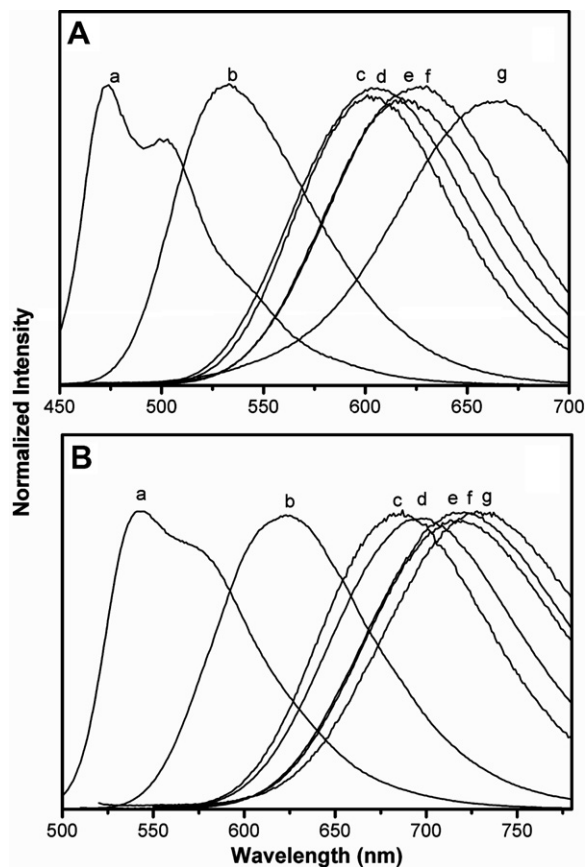 A
a b c d e f g
450 500 550 600 650 700
Normalized Intensity
B
a b c d e f g
500 550 600 650 700 750
Wavelength (nm)